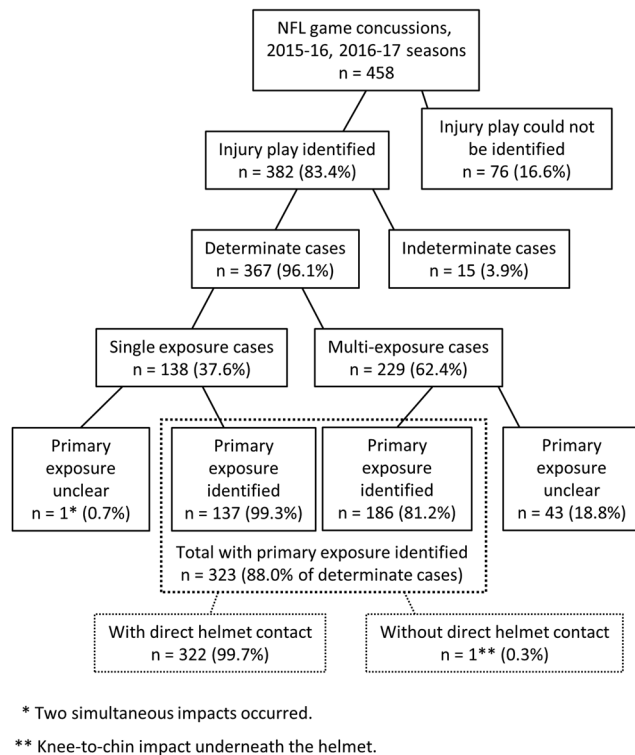 NFL game concussions,
2015-16, 2016-17 seasons
n = 458
Injury play identified
n = 382 (83.4%)
Injury play could not
be identified
n = 76 (16.6%)
Determinate cases
n = 367 (96.1%)
Indeterminate cases
n = 15 (3.9%)
Single exposure cases
n = 138 (37.6%)
Multi-exposure cases
n = 229 (62.4%)
Primary
exposure
unclear
n = 1* (0.7%)
Primary
exposure
identified
n = 137 (99.3%)
Primary
exposure
identified
n = 186 (81.2%)
Primary
exposure
unclear
n = 43 (18.8%)
Total with primary exposure identified
n = 323 (88.0% of determinate cases)
With direct helmet contact
n = 322 (99.7%)
Without direct helmet contact
n = 1** (0.3%)
* Two simultaneous impacts occurred.
** Knee-to-chin impact underneath the helmet.